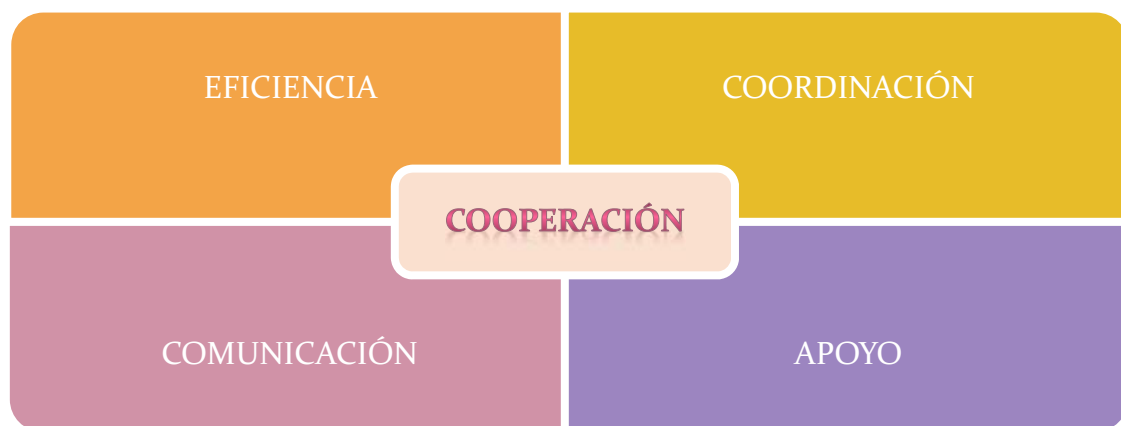 EFICIENCIA
COORDINACIÓN
COOPERACIÓN
COMUNICACIÓN
APOYO